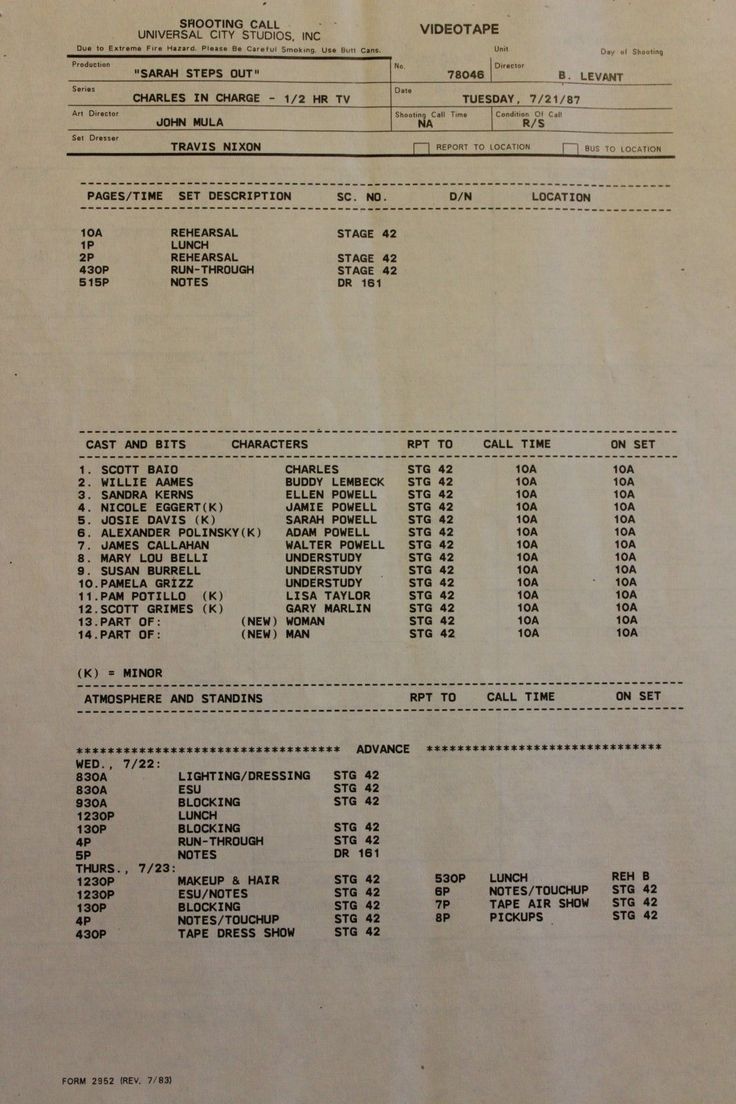 SHOOTING CALL
UNIVERSAL CITY STUDIOS, INC
VIDEOTAPE
Due to Extreme Fire Hazard. Please Be Careful Smoking. Use Butt Cans.
Unit
Day of Shooting
Production "SARAH STEPS OUT" No. 78046 Director B. LEVANT
Series CHARLES IN CHARGE - 1/2 HR TV Date TUESDAY, 7/21/87
Art Director JOHN MULA Shooting Call Time NA Condition Of Call R/S
Set Dresser TRAVIS NIXON REPORT TO LOCATION BUS TO LOCATION
PAGES/TIME SET DESCRIPTION SC. NO. D/N LOCATION
10A REHEARSAL STAGE 42
1P LUNCH
2P REHEARSAL STAGE 42
430P RUN-THROUGH STAGE 42
515P NOTES DR 161
CAST AND BITS CHARACTERS RPT TO CALL TIME ON SET
1. SCOTT BAIO CHARLES STG 42 10A 10A
2. WILLIE AAMES BUDDY LEMBECK STG 42 10A 10A
3. SANDRA KERNS ELLEN POWELL STG 42 10A 10A
4. NICOLE EGGERT(K) JAMIE POWELL STG 42 10A 10A
5. JOSIE DAVIS (K) SARAH POWELL STG 42 10A 10A
6. ALEXANDER POLINSKY(K) ADAM POWELL STG 42 10A 10A
7. JAMES CALLAHAN WALTER POWELL STG 42 10A 10A
8. MARY LOU BELLI UNDERSTUDY STG 42 10A 10A
9. SUSAN BURRELL UNDERSTUDY STG 42 10A 10A
10.PAMELA GRIZZ UNDERSTUDY STG 42 10A 10A
11.PAM POTILLO (K) LISA TAYLOR STG 42 10A 10A
12.SCOTT GRIMES (K) GARY MARLIN STG 42 10A 10A
13.PART OF: (NEW) WOMAN STG 42 10A 10A
14.PART OF: (NEW) MAN STG 42 10A 10A
(K) = MINOR
ATMOSPHERE AND STANDINS RPT TO CALL TIME ON SET
********************************** ADVANCE ******************************
WED., 7/22:
830A LIGHTING/DRESSING STG 42
830A ESU STG 42
930A BLOCKING STG 42
1230P LUNCH
130P BLOCKING STG 42
4P RUN-THROUGH STG 42
5P NOTES DR 161
THURS., 7/23:
1230P MAKEUP & HAIR STG 42 530P LUNCH REH B
1230P ESU/NOTES STG 42 6P NOTES/TOUCHUP STG 42
130P BLOCKING STG 42 7P TAPE AIR SHOW STG 42
4P NOTES/TOUCHUP STG 42 8P PICKUPS STG 42
430P TAPE DRESS SHOW STG 42
FORM 2952 (REV. 7/83)